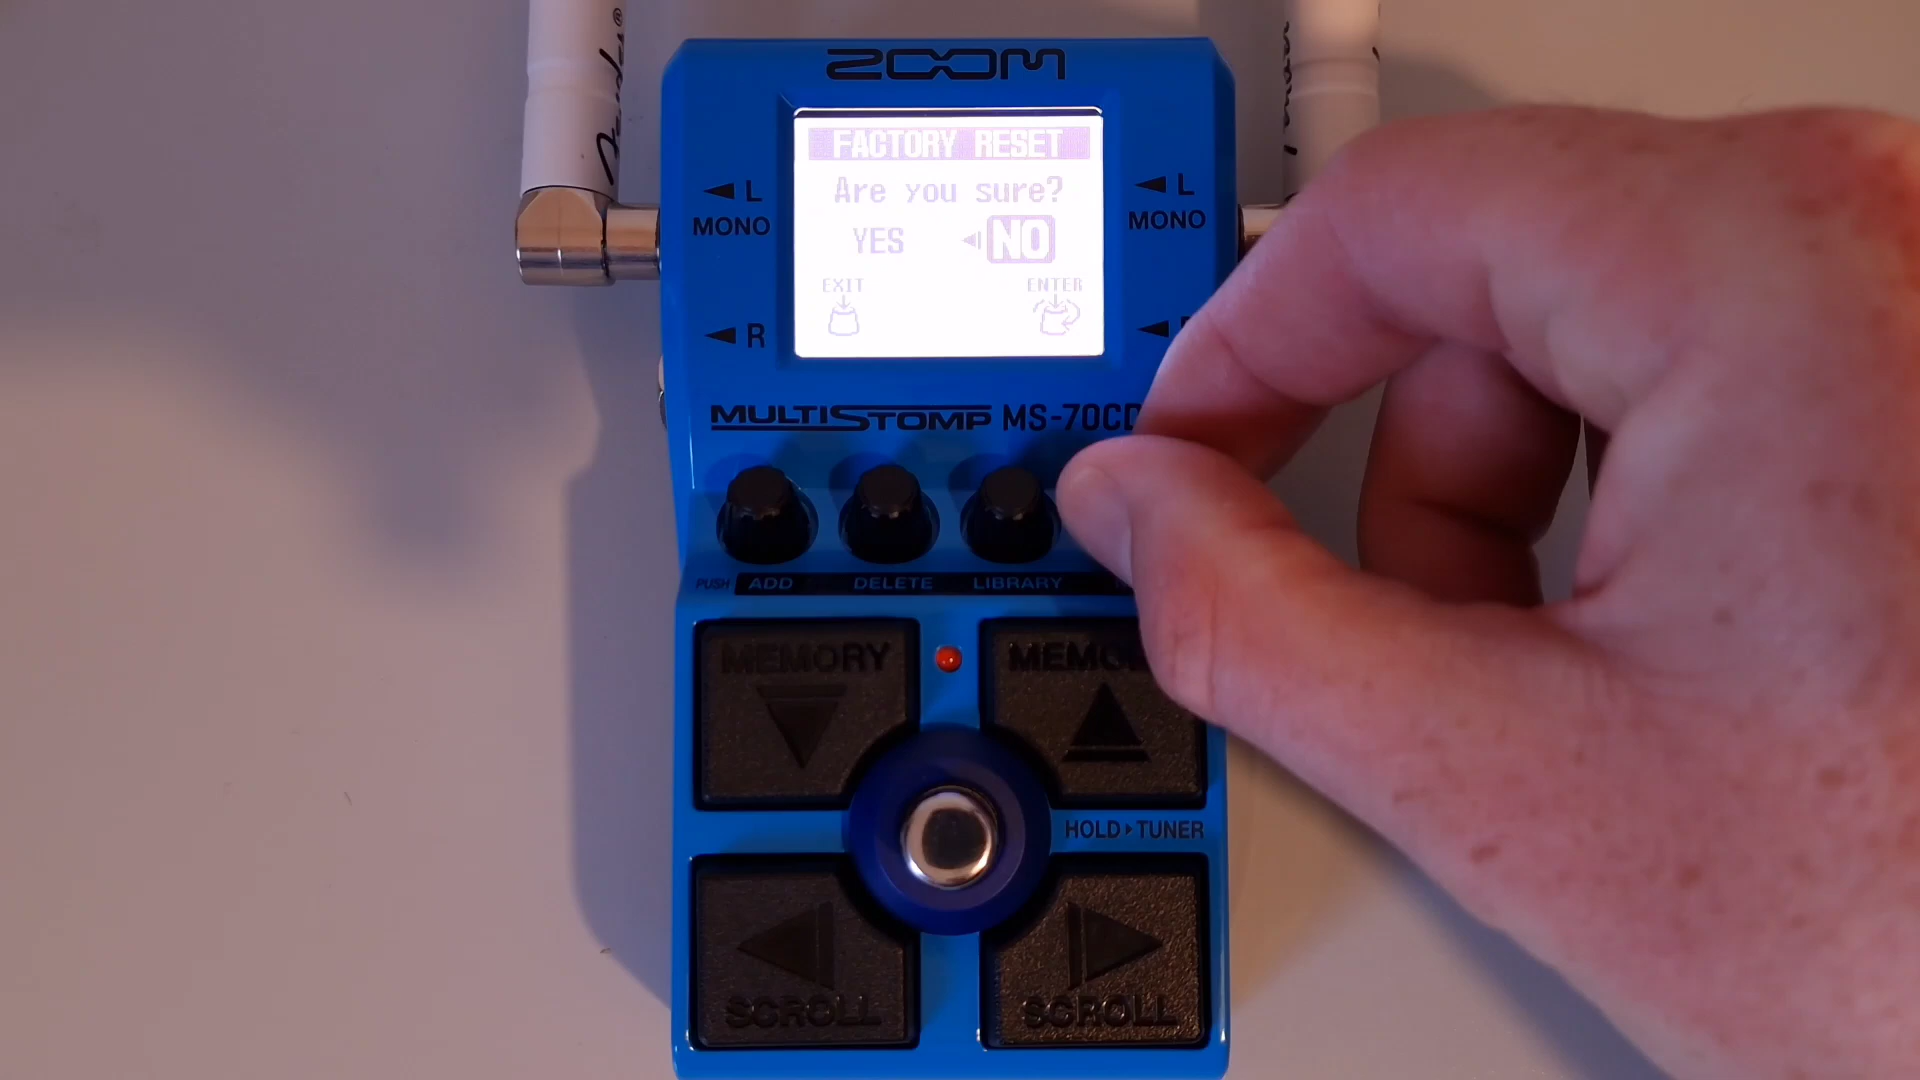 ZOOM
FACTORY RESET
Are you sure?
YES NO
EXIT ENTER
L
MONO
L
MONO
R
MULTISTOMP MS-70CD
PUSH ADD DELETE LIBRARY
MEMORY
HOLD TUNER
SCROLL SCROLL